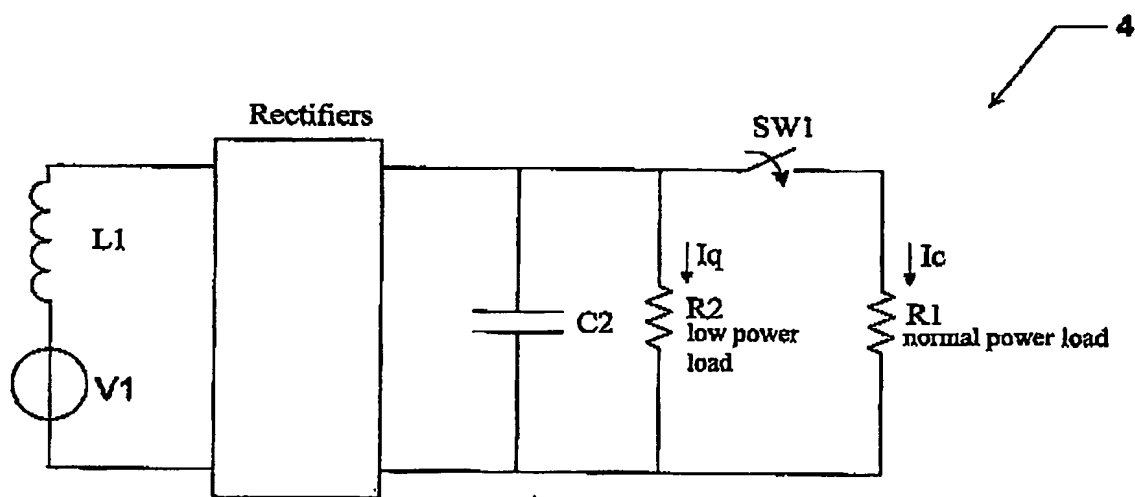 4
Rectifiers
SW1
L1
Iq
Ic
C2
R2
low power
load
R1
normal power load
V1